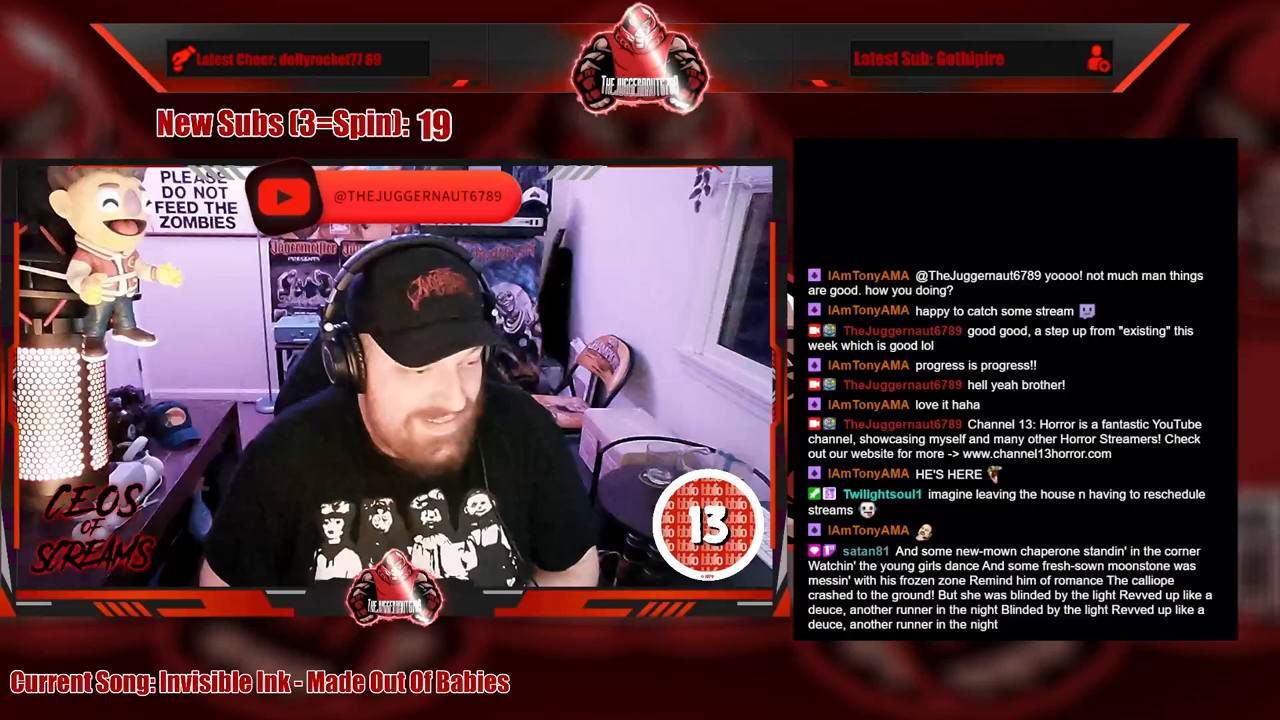 Latest Cheer: dollyrocket77 69
THEJUGGERNAUT6789
Latest Sub: Gothipire
New Subs (3=Spin): 19
PLEASE
DO NOT
FEED THE
ZOMBIES
@THEJUGGERNAUT6789
Jägermeister
PRESENTS
IAmTonyAMA @TheJuggernaut6789 yoooo! not much man things
are good. how you doing?
IAmTonyAMA happy to catch some stream
TheJuggernaut6789 good good, a step up from "existing" this
week which is good lol
IAmTonyAMA progress is progress!!
TheJuggernaut6789 hell yeah brother!
IAmTonyAMA love it haha
TheJuggernaut6789 Channel 13: Horror is a fantastic YouTube
channel, showcasing myself and many other Horror Streamers! Check
out our website for more -> www.channel13horror.com
IAmTonyAMA HE'S HERE
Twilightsoul1 imagine leaving the house n having to reschedule
streams
IAmTonyAMA
satan81 And some new-mown chaperone standin' in the corner
Watchin' the young girls dance And some fresh-sown moonstone was
messin' with his frozen zone Remind him of romance The calliope
crashed to the ground! But she was blinded by the light Revved up like a
deuce, another runner in the night Blinded by the light Revved up like a
deuce, another runner in the night
CEOS
OF
SCREAMS
13
THEJUGGERNAUT6789
Current Song: Invisible Ink - Made Out Of Babies